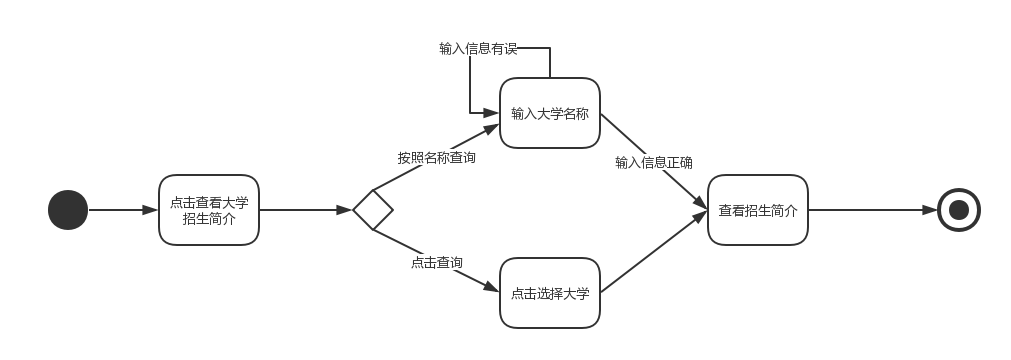 输入信息有误
输入大学名称
按照名称查询
输入信息正确
点击查看大学
招生简介
查看招生简介
点击查询
点击选择大学